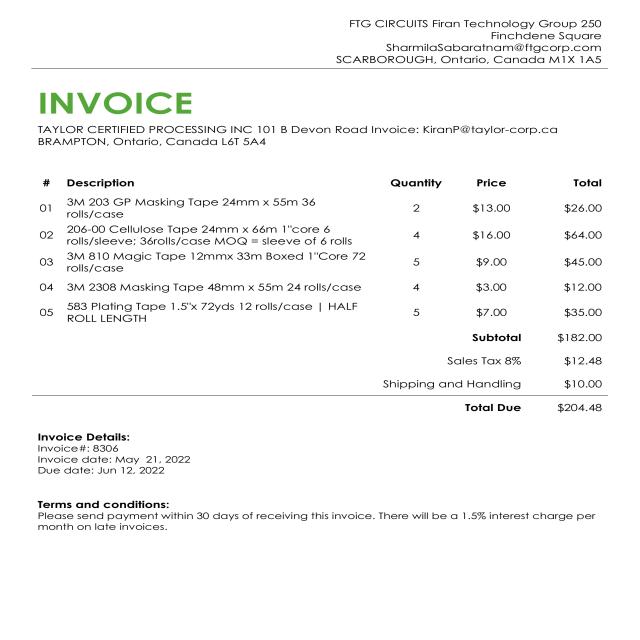 FTG CIRCUITS Firan Technology Group 250
Finchdene Square
SharmilaSabaratnam@ftgcorp.com
SCARBOROUGH, Ontario, Canada M1X 1A5
INVOICE
TAYLOR CERTIFIED PROCESSING INC 101 B Devon Road Invoice: KiranP@taylor-corp.ca
BRAMPTON, Ontario, Canada L6T 5A4
# Description Quantity Price Total
01 3M 203 GP Masking Tape 24mm x 55m 36 2 $13.00 $26.00
rolls/case
02 206-00 Cellulose Tape 24mm x 66m 1"core 6 4 $16.00 $64.00
rolls/sleeve; 36rolls/case MOQ = sleeve of 6 rolls
03 3M 810 Magic Tape 12mmx 33m Boxed 1"Core 72 5 $9.00 $45.00
rolls/case
04 3M 2308 Masking Tape 48mm x 55m 24 rolls/case 4 $3.00 $12.00
05 583 Plating Tape 1.5"x 72yds 12 rolls/case | HALF 5 $7.00 $35.00
ROLL LENGTH
Subtotal $182.00
Sales Tax 8% $12.48
Shipping and Handling $10.00
Total Due $204.48
Invoice Details:
Invoice#: 8306
Invoice date: May 21, 2022
Due date: Jun 12, 2022
Terms and conditions:
Please send payment within 30 days of receiving this invoice. There will be a 1.5% interest charge per
month on late invoices.